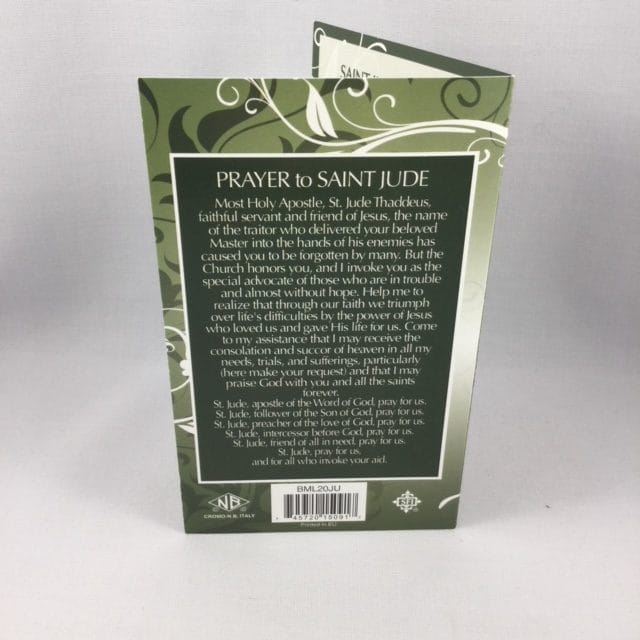 SAINT
PRAYER to SAINT JUDE
Most Holy Apostle, St. Jude Thaddeus,
faithful servant and friend of Jesus, the name
of the traitor who delivered your beloved
Master into the hands of his enemies has
caused you to be forgotten by many. But the
Church honors you, and I invoke you as the
special advocate of those who are in trouble
and almost without hope. Help me to
realize that through our faith we triumph
over life's difficulties by the power of Jesus
who loved us and gave His life for us. Come
to my assistance that I may receive the
consolation and succor of heaven in all my
needs, trials, and sufferings, particularly
(here make your request) and that I may
praise God with you and all the saints
forever.
St. Jude, apostle of the Word of God, pray for us.
St. Jude, follower of the Son of God, pray for us.
St. Jude, preacher of the love of God, pray for us.
St. Jude, intercessor before God, pray for us.
St. Jude, friend of all in need, pray for us.
St. Jude, pray for us,
and for all who invoke your aid.
BML20JU
NB
CROMO-N.B. ITALY
45720 15091
Printed in EU
SFI